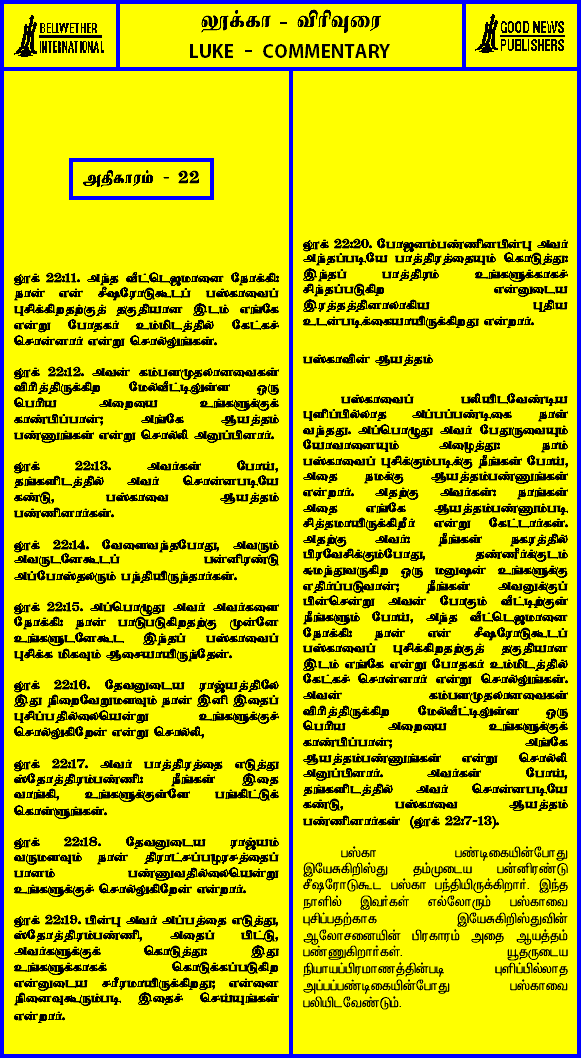 BELWETHER
INTERNATIONAL
லூக்கா - விரிவுரை
LUKE - COMMENTARY
GOOD NEWS
PUBLISHERS
அதிகாரம் - 22
லூக் 22:11. அந்த வீட்டெஜமானை நோக்கி:
நான் என் சீஷரோடுகூடப் பஸ்காவைப்
புசிக்கிறதற்குத் தகுதியான இடம் எங்கே
என்று போதகர் உம்மிடத்தில் கேட்கச்
சொன்னார் என்று சொல்லுங்கள்.
லூக் 22:12. அவன் கம்பளமுதலானவைகள்
விரித்திருக்கிற மேல்வீட்டிலுள்ள ஒரு
பெரிய அறையை உங்களுக்குக்
காண்பிப்பான்; அங்கே ஆயத்தம்
பண்ணுங்கள் என்று சொல்லி அனுப்பினார்.
லூக் 22:13. அவர்கள் போய்,
தங்களிடத்தில் அவர் சொன்னபடியே
கண்டு, பஸ்காவை ஆயத்தம்
பண்ணினார்கள்.
லூக் 22:14. வேளைவந்தபோது, அவரும்
அவருடனேகூடப் பன்னிரண்டு
அப்போஸ்தலரும் பந்தியிருந்தார்கள்.
லூக் 22:15. அப்பொழுது அவர் அவர்களை
நோக்கி: நான் பாடுபடுகிறதற்கு முன்னே
உங்களுடனேகூட இந்தப் பஸ்காவைப்
புசிக்க மிகவும் ஆசையாயிருந்தேன்.
லூக் 22:16. தேவனுடைய ராஜ்யத்திலே
இது நிறைவேறுமளவும் நான் இனி இதைப்
புசிப்பதில்லையென்று உங்களுக்குச்
சொல்லுகிறேன் என்று சொல்லி,
லூக் 22:17. அவர் பாத்திரத்தை எடுத்து
ஸ்தோத்திரம்பண்ணி: நீங்கள் இதை
வாங்கி, உங்களுக்குள்ளே பங்கிட்டுக்
கொள்ளுங்கள்.
லூக் 22:18. தேவனுடைய ராஜ்யம்
வருமளவும் நான் திராட்சப்பழரசத்தைப்
பானம் பண்ணுவதில்லையென்று
உங்களுக்குச் சொல்லுகிறேன் என்றார்.
லூக் 22:19. பின்பு அவர் அப்பத்தை எடுத்து,
ஸ்தோத்திரம்பண்ணி, அதைப் பிட்டு,
அவர்களுக்குக் கொடுத்து: இது
உங்களுக்காகக் கொடுக்கப்படுகிற
என்னுடைய சரீரமாயிருக்கிறது; என்னை
நினைவுகூரும்படி இதைச் செய்யுங்கள்
என்றார்.
லூக் 22:20. போஜனம்பண்ணினபின்பு அவர்
அந்தப்படியே பாத்திரத்தையும் கொடுத்து:
இந்தப் பாத்திரம் உங்களுக்காகச்
சிந்தப்படுகிற என்னுடைய
இரத்தத்தினாலாகிய புதிய
உடன்படிக்கையாயிருக்கிறது என்றார்.
பஸ்காவின் ஆயத்தம்
பஸ்காவைப் பலியிடவேண்டிய
புளிப்பில்லாத அப்பப்பண்டிகை நாள்
வந்தது. அப்பொழுது அவர் பேதுருவையும்
யோவானையும் அழைத்து: நாம்
பஸ்காவைப் புசிக்கும்படிக்கு நீங்கள் போய்,
அதை நமக்கு ஆயத்தம்பண்ணுங்கள்
என்றார். அதற்கு அவர்கள்: நாங்கள்
அதை எங்கே ஆயத்தம்பண்ணும்படி
சித்தமாயிருக்கிறீர் என்று கேட்டார்கள்.
அதற்கு அவர்: நீங்கள் நகரத்தில்
பிரவேசிக்கும்போது, தண்ணீர்க்குடம்
சுமந்துவருகிற ஒரு மனுஷன் உங்களுக்கு
எதிர்ப்படுவான்; நீங்கள் அவனுக்குப்
பின்சென்று அவன் போகும் வீட்டிற்குள்
நீங்களும் போய், அந்த வீட்டெஜமானை
நோக்கி: நான் என் சீஷரோடுகூடப்
பஸ்காவைப் புசிக்கிறதற்குத் தகுதியான
இடம் எங்கே என்று போதகர் உம்மிடத்தில்
கேட்கச் சொன்னார் என்று சொல்லுங்கள்.
அவன் கம்பளமுதலானவைகள்
விரித்திருக்கிற மேல்வீட்டிலுள்ள ஒரு
பெரிய அறையை உங்களுக்குக்
காண்பிப்பான்; அங்கே
ஆயத்தம்பண்ணுங்கள் என்று சொல்லி
அனுப்பினார். அவர்கள் போய்,
தங்களிடத்தில் அவர் சொன்னபடியே
கண்டு, பஸ்காவை ஆயத்தம்
பண்ணினார்கள் (லூக் 22:7-13).
பஸ்கா பண்டிகையின்போது
இயேசுகிறிஸ்து தம்முடைய பன்னிரண்டு
சீஷரோடுகூட பஸ்கா பந்தியிருக்கிறார். இந்த
நாளில் இவர்கள் எல்லோரும் பஸ்காவை
புசிப்பதற்காக இயேசுகிறிஸ்துவின்
ஆலோசனையின் பிரகாரம் அதை ஆயத்தம்
பண்ணுகிறார்கள். யூதருடைய
நியாயப்பிரமாணத்தின்படி புளிப்பில்லாத
அப்பப்பண்டிகையின்போது பஸ்காவை
பலியிடவேண்டும்.